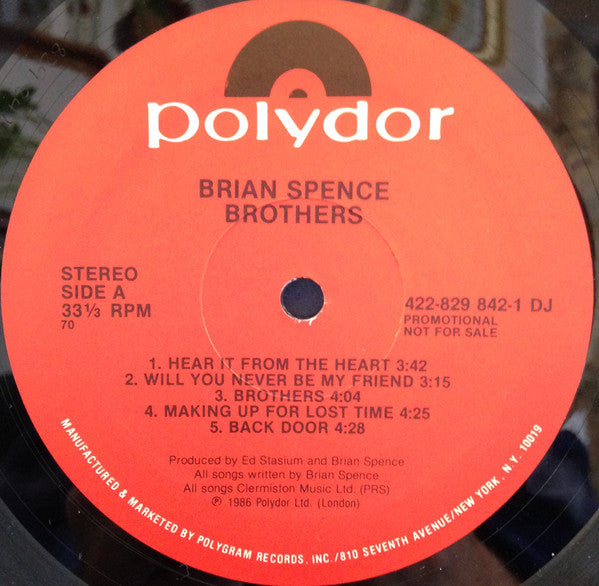 polydor
BRIAN SPENCE
BROTHERS
STEREO
SIDE A
33⅓ RPM
70
422-829 842-1 DJ
PROMOTIONAL
NOT FOR SALE
1. HEAR IT FROM THE HEART 3:42
2. WILL YOU NEVER BE MY FRIEND 3:15
3. BROTHERS 4:04
4. MAKING UP FOR LOST TIME 4:25
5. BACK DOOR 4:28
Produced by Ed Stasium and Brian Spence
All songs written by Brian Spence
All songs Clermiston Music Ltd. (PRS)
℗ 1986 Polydor Ltd. (London)
MANUFACTURED & MARKETED BY POLYGRAM RECORDS, INC./810 SEVENTH AVENUE/NEW YORK, N.Y. 10019